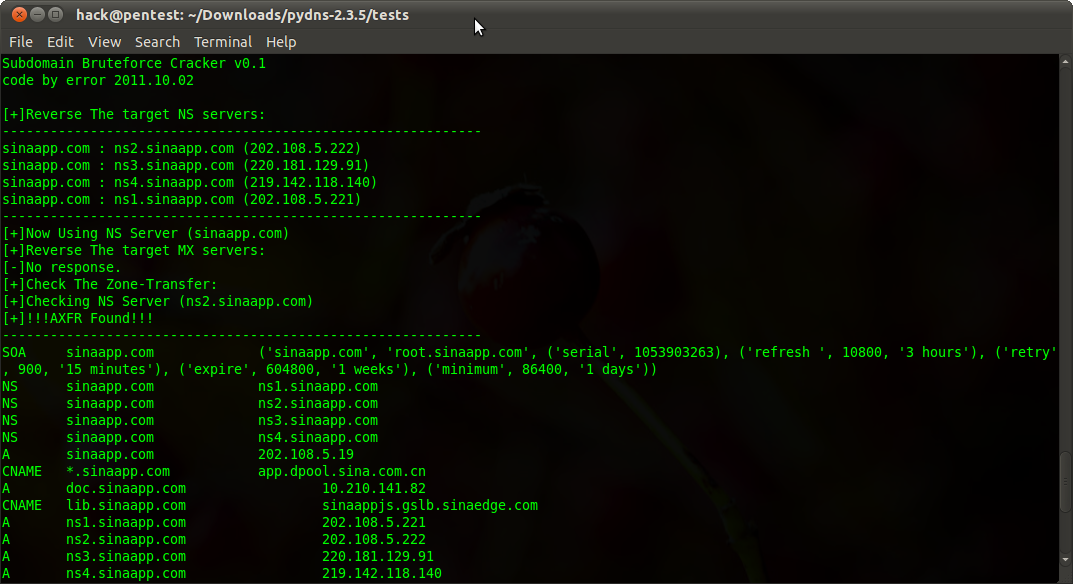 hack@pentest: ~/Downloads/pydns-2.3.5/tests
File Edit View Search Terminal Help
Subdomain Bruteforce Cracker v0.1
code by error 2011.10.02
[+]Reverse The target NS servers:
------------------------------------------------------------
sinaapp.com : ns2.sinaapp.com (202.108.5.222)
sinaapp.com : ns3.sinaapp.com (220.181.129.91)
sinaapp.com : ns4.sinaapp.com (219.142.118.140)
sinaapp.com : ns1.sinaapp.com (202.108.5.221)
------------------------------------------------------------
[+]Now Using NS Server (sinaapp.com)
[+]Reverse The target MX servers:
[-]No response.
[+]Check The Zone-Transfer:
[+]Checking NS Server (ns2.sinaapp.com)
[+]!!!AXFR Found!!!
------------------------------------------------------------
SOA sinaapp.com ('sinaapp.com', 'root.sinaapp.com', ('serial', 1053903263), ('refresh ', 10800, '3 hours'), ('retry'
, 900, '15 minutes'), ('expire', 604800, '1 weeks'), ('minimum', 86400, '1 days'))
NS sinaapp.com ns1.sinaapp.com
NS sinaapp.com ns2.sinaapp.com
NS sinaapp.com ns3.sinaapp.com
NS sinaapp.com ns4.sinaapp.com
A sinaapp.com 202.108.5.19
CNAME *.sinaapp.com app.dpool.sina.com.cn
A doc.sinaapp.com 10.210.141.82
CNAME lib.sinaapp.com sinaappjs.gslb.sinaedge.com
A ns1.sinaapp.com 202.108.5.221
A ns2.sinaapp.com 202.108.5.222
A ns3.sinaapp.com 220.181.129.91
A ns4.sinaapp.com 219.142.118.140